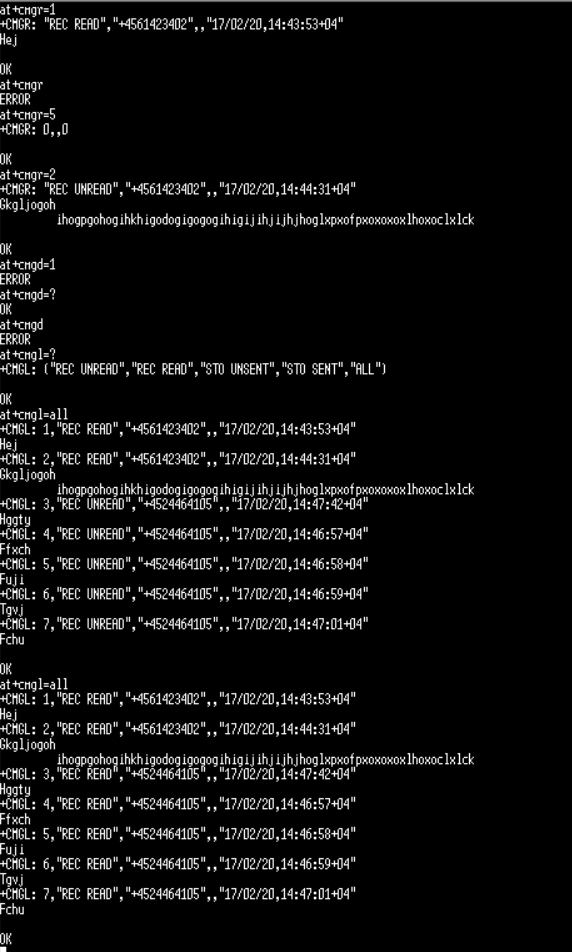 at+cmgr=1
+CMGR: "REC READ","+4561423402",,"17/02/20,14:43:53+04"
Hej
OK
at+cmgr
ERROR
at+cmgr=5
+CMGR: 0,,0
OK
at+cmgr=2
+CMGR: "REC UNREAD","+4561423402",,"17/02/20,14:44:31+04"
Gkgljogoh
ihogpgohogihkhigodogigogogihigijihjijhjhoglxpxofpxoxoxoxlhoxoclxlck
OK
at+cmgd=1
ERROR
at+cmgd=?
OK
at+cmgd
ERROR
at+cmgl=?
+CMGL: ("REC UNREAD","REC READ","STO UNSENT","STO SENT","ALL")
OK
at+cmgl=all
+CMGL: 1,"REC READ","+4561423402",,"17/02/20,14:43:53+04"
Hej
+CMGL: 2,"REC READ","+4561423402",,"17/02/20,14:44:31+04"
Gkgljogoh
ihogpgohogihkhigodogigogogihigijihjijhjhoglxpxofpxoxoxoxlhoxoclxlck
+CMGL: 3,"REC UNREAD","+4524464105",,"17/02/20,14:47:42+04"
Hggty
+CMGL: 4,"REC UNREAD","+4524464105",,"17/02/20,14:46:57+04"
Ffxch
+CMGL: 5,"REC UNREAD","+4524464105",,"17/02/20,14:46:58+04"
Fuji
+CMGL: 6,"REC UNREAD","+4524464105",,"17/02/20,14:46:59+04"
Tgvj
+CMGL: 7,"REC UNREAD","+4524464105",,"17/02/20,14:47:01+04"
Fchu
OK
at+cmgl=all
+CMGL: 1,"REC READ","+4561423402",,"17/02/20,14:43:53+04"
Hej
+CMGL: 2,"REC READ","+4561423402",,"17/02/20,14:44:31+04"
Gkgljogoh
ihogpgohogihkhigodogigogogihigijihjijhjhoglxpxofpxoxoxoxlhoxoclxlck
+CMGL: 3,"REC READ","+4524464105",,"17/02/20,14:47:42+04"
Hggty
+CMGL: 4,"REC READ","+4524464105",,"17/02/20,14:46:57+04"
Ffxch
+CMGL: 5,"REC READ","+4524464105",,"17/02/20,14:46:58+04"
Fuji
+CMGL: 6,"REC READ","+4524464105",,"17/02/20,14:46:59+04"
Tgvj
+CMGL: 7,"REC READ","+4524464105",,"17/02/20,14:47:01+04"
Fchu
OK